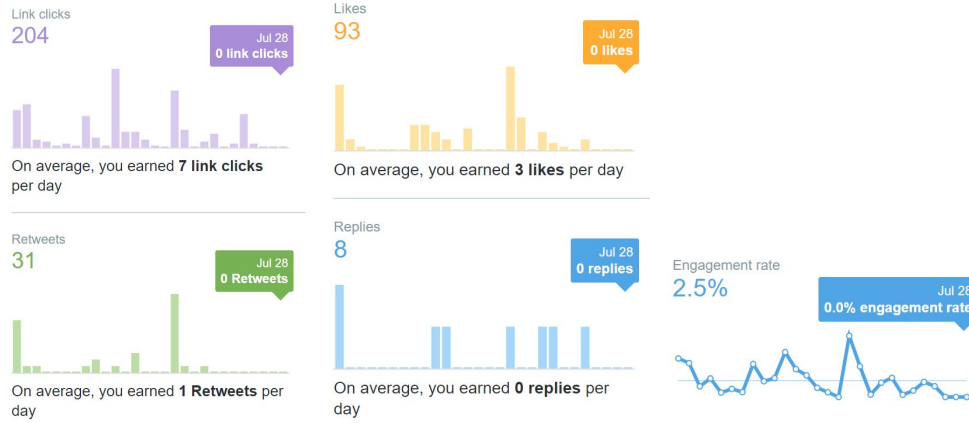 Link clicks
204
Jul 28
0 link clicks
On average, you earned 7 link clicks
per day
Likes
93
Jul 28
0 likes
On average, you earned 3 likes per day
Retweets
31
Jul 28
0 Retweets
On average, you earned 1 Retweets per
day
Replies
8
Jul 28
0 replies
On average, you earned 0 replies per
day
Engagement rate
2.5%
Jul 28
0.0% engagement rate